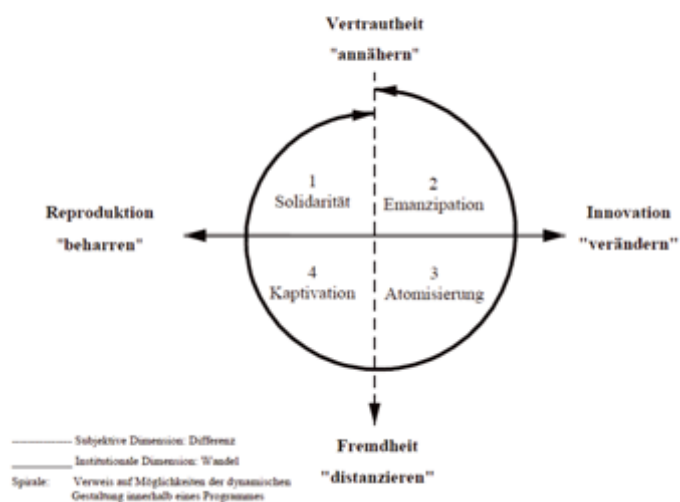 Vertrautheit
"annähern"
1
Solidarität
2
Emanzipation
Reproduktion
"beharren"
Innovation
"verändern"
4
Kaptivation
3
Atomisierung
Fremdheit
"distanzieren"
Subjektive Dimension: Differenz
Institutionale Dimension: Wandel
Spirale: Verweis auf Möglichkeiten der dynamischen
Gestaltung innerhalb eines Programmes